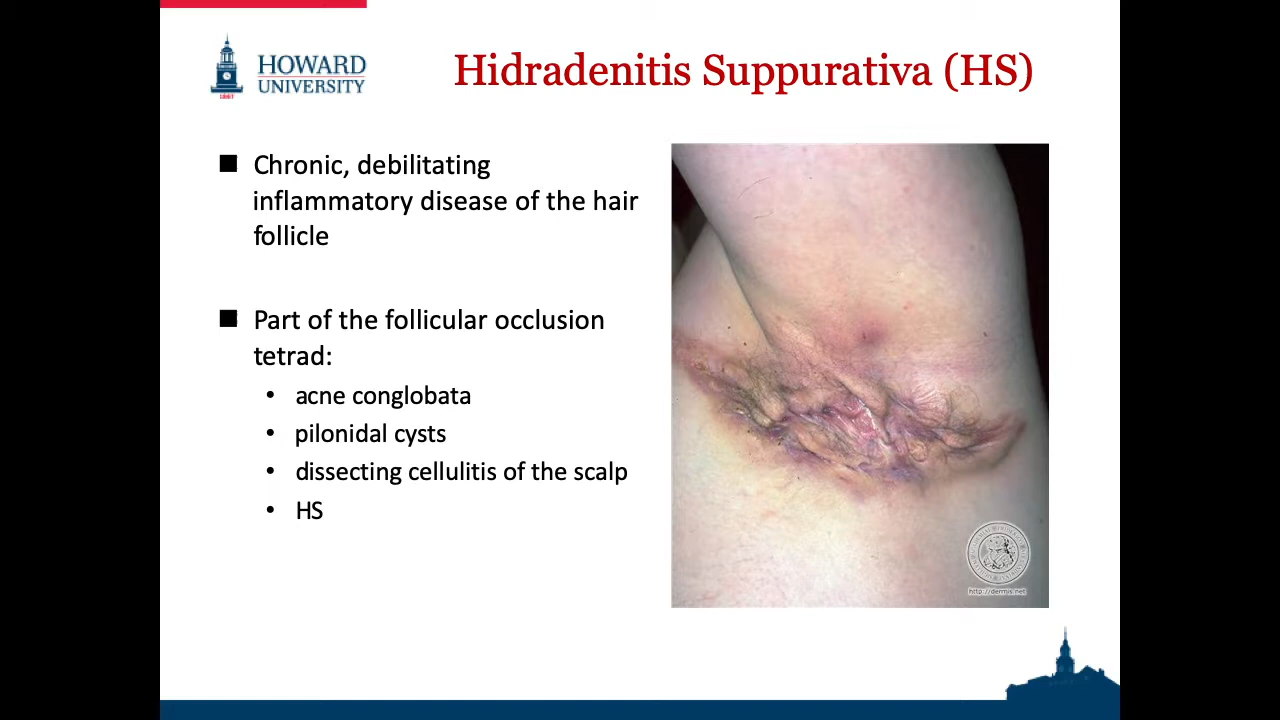 HOWARD
UNIVERSITY
Hidradenitis Suppurativa (HS)
■ Chronic, debilitating
inflammatory disease of the hair
follicle
■ Part of the follicular occlusion
tetrad:
• acne conglobata
• pilonidal cysts
• dissecting cellulitis of the scalp
• HS
http://dermis.net